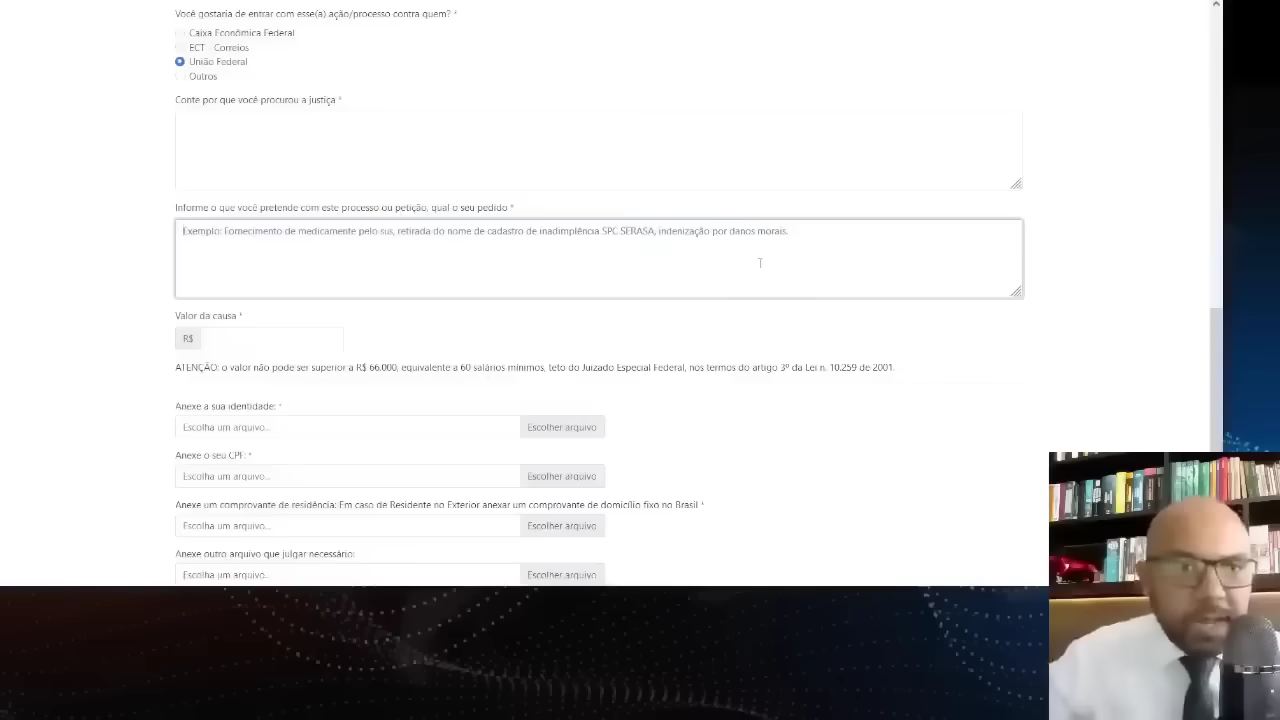 Você gostaria de entrar com esse(a) ação/processo contra quem? *
Caixa Econômica Federal
ECT - Correios
União Federal
Outros
Conte por que você procurou a justiça *
Informe o que você pretende com este processo ou petição, qual o seu pedido *
Exemplo: Fornecimento de medicamente pelo sus, retirada do nome de cadastro de inadimplência SPC SERASA, indenização por danos morais.
Valor da causa *
R$
ATENÇÃO: o valor não pode ser superior a R$ 66.000, equivalente a 60 salários mínimos, teto do Juizado Especial Federal, nos termos do artigo 3º da Lei n. 10.259 de 2001.
Anexe a sua identidade: *
Escolha um arquivo... Escolher arquivo
Anexe o seu CPF: *
Escolha um arquivo... Escolher arquivo
Anexe um comprovante de residência: Em caso de Residente no Exterior anexar um comprovante de domicílio fixo no Brasil *
Escolha um arquivo... Escolher arquivo
Anexe outro arquivo que julgar necessário:
Escolha um arquivo... Escolher arquivo